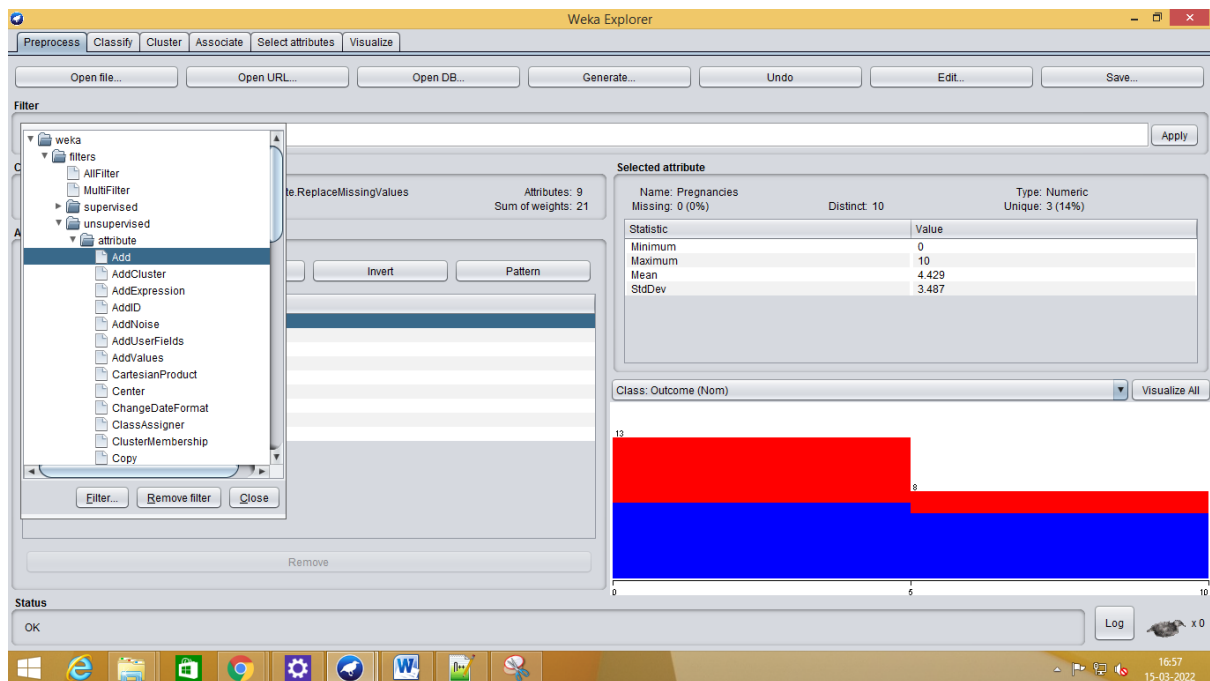 Weka Explorer
Preprocess Classify Cluster Associate Select attributes Visualize
Open file... Open URL... Open DB... Generate... Undo Edit... Save...
Filter
Apply
weka
filters
AllFilter
MultiFilter
supervised
unsupervised
attribute
Add
AddCluster
AddExpression
AddID
AddNoise
AddUserFields
AddValues
CartesianProduct
Center
ChangeDateFormat
ClassAssigner
ClusterMembership
Copy
Filter... Remove filter Close
C
te.ReplaceMissingValues Attributes: 9
Sum of weights: 21
A
Invert Pattern
Remove
Selected attribute
Name: Pregnancies Type: Numeric
Missing: 0 (0%) Distinct: 10 Unique: 3 (14%)
Statistic Value
Minimum 0
Maximum 10
Mean 4.429
StdDev 3.487
Class: Outcome (Nom) Visualize All
13
8
0 5 10
Status
OK
Log x 0
W
16:57
15-03-2022